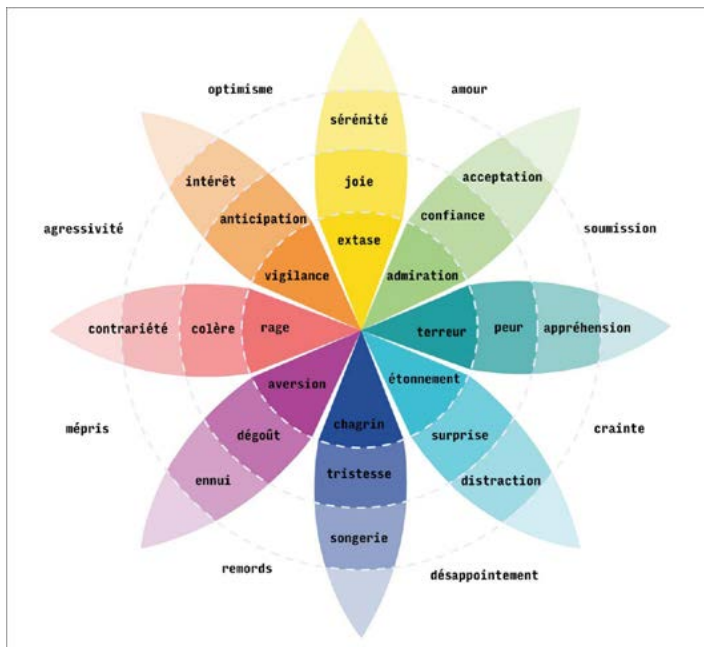 optimisme
amour
sérénité
intérêt
joie
acceptation
anticipation
confiance
agressivité
soumission
extase
vigilance
admiration
contrariété
colère
rage
terreur
peur
appréhension
aversion
étonnement
mépris
dégoût
chagrin
surprise
crainte
ennui
tristesse
distraction
songerie
remords
désappointement